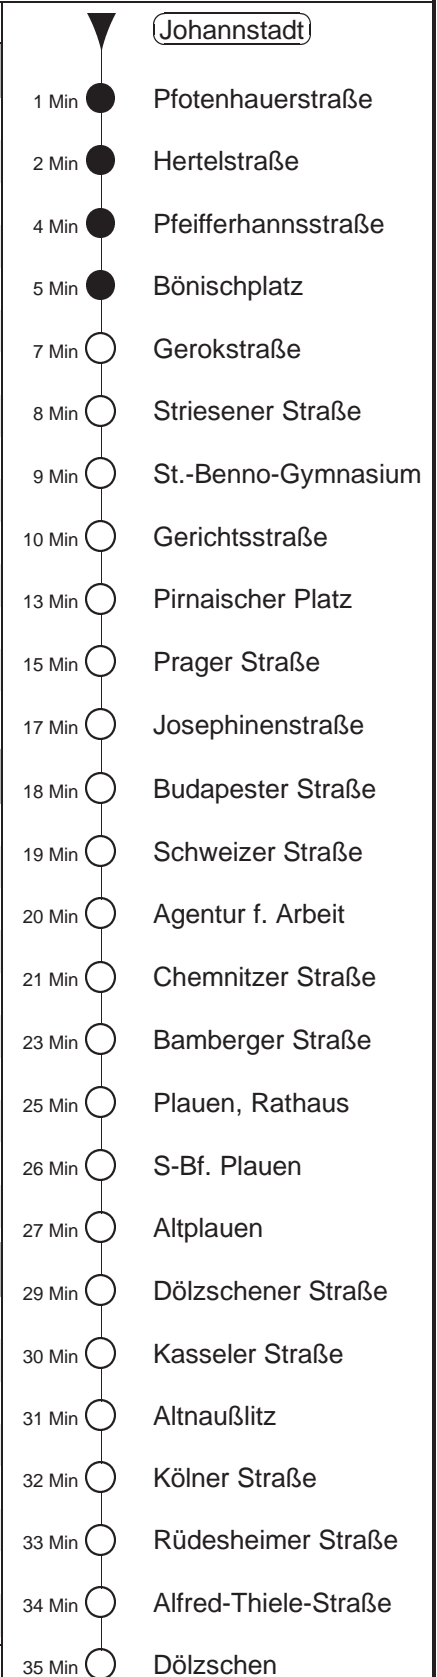 Johannstadt
1 Min Pfotenhauerstraße
2 Min Hertelstraße
4 Min Pfeifferhannsstraße
5 Min Bönischplatz
7 Min Gerokstraße
8 Min Striesener Straße
9 Min St.-Benno-Gymnasium
10 Min Gerichtsstraße
13 Min Pirnaischer Platz
15 Min Prager Straße
17 Min Josephinenstraße
18 Min Budapester Straße
19 Min Schweizer Straße
20 Min Agentur f. Arbeit
21 Min Chemnitzer Straße
23 Min Bamberger Straße
25 Min Plauen, Rathaus
26 Min S-Bf. Plauen
27 Min Altplauen
29 Min Dölzschener Straße
30 Min Kasseler Straße
31 Min Altnaußlitz
32 Min Kölner Straße
33 Min Rüdesheimer Straße
34 Min Alfred-Thiele-Straße
35 Min Dölzschen